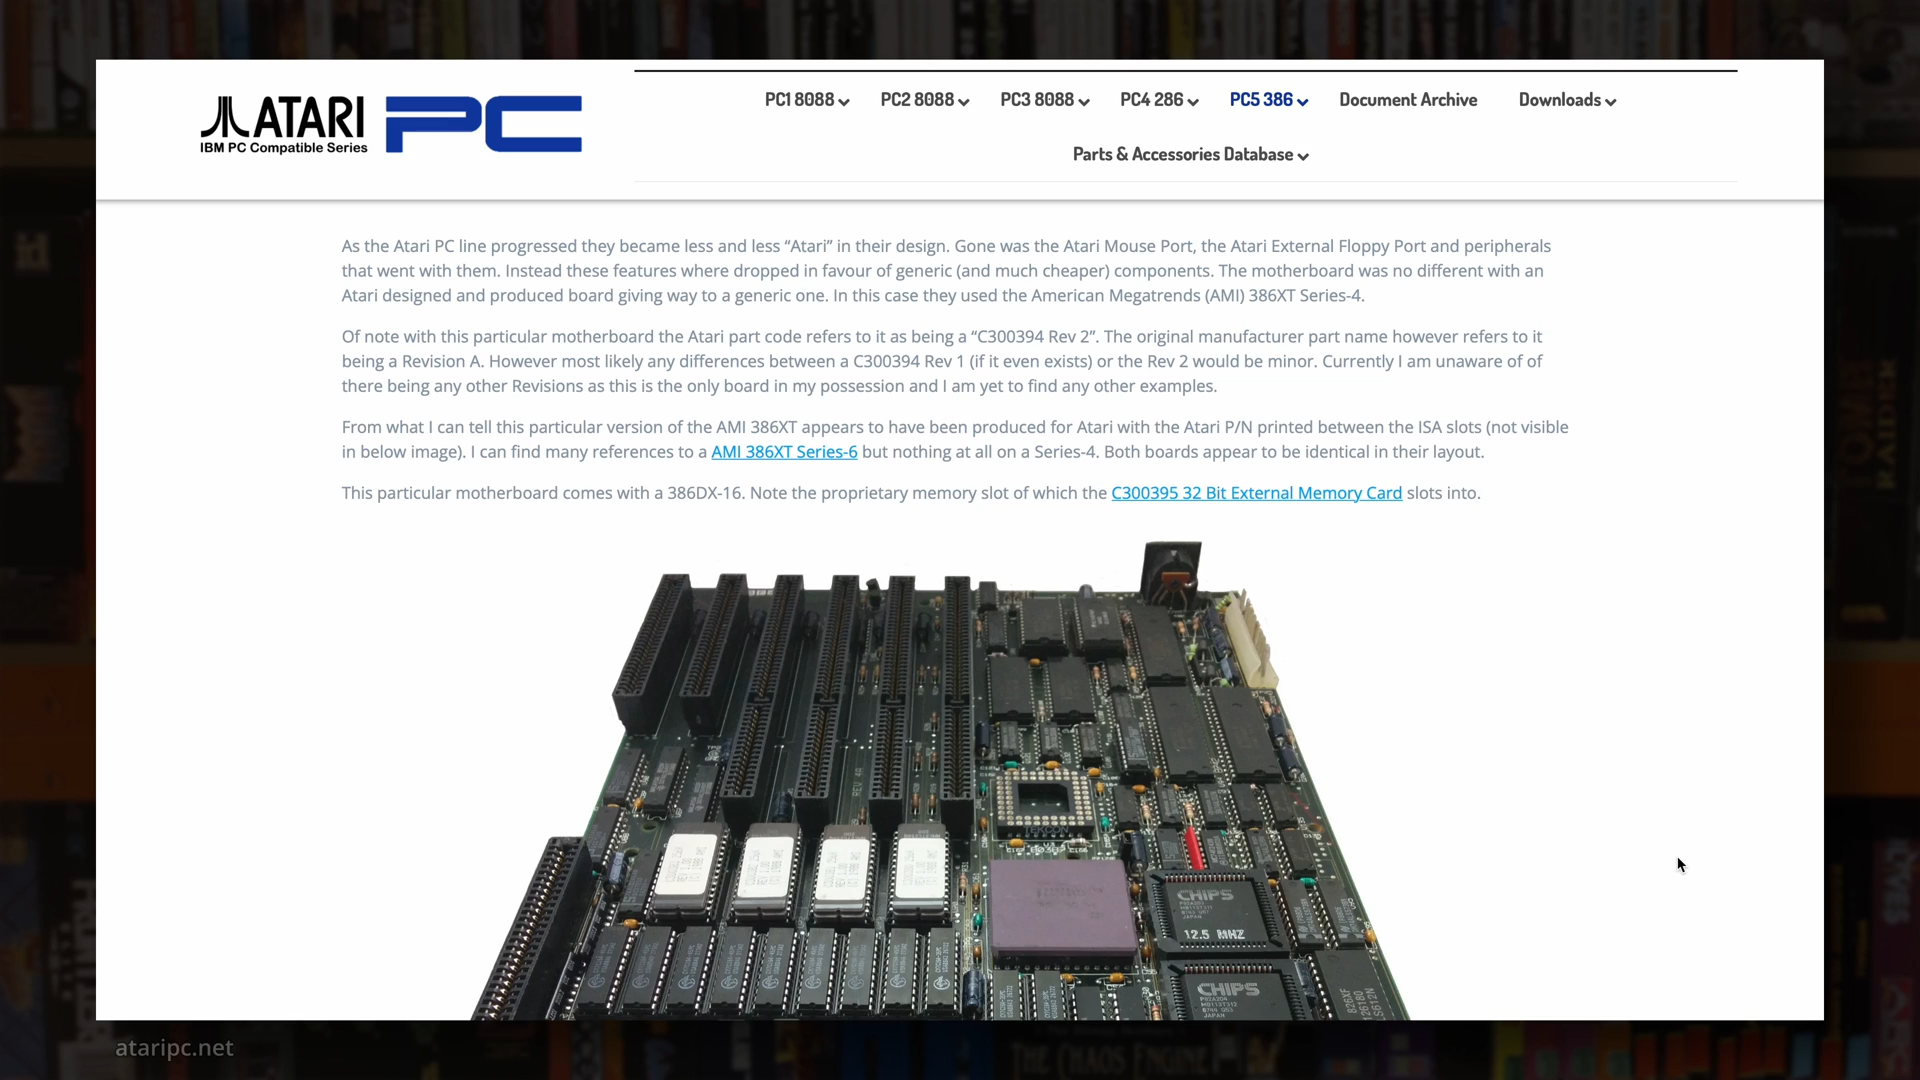 ATARI PC
IBM PC Compatible Series
PC1 8088 PC2 8088 PC3 8088 PC4 286 PC5 386 Document Archive Downloads
Parts & Accessories Database
As the Atari PC line progressed they became less and less “Atari” in their design. Gone was the Atari Mouse Port, the Atari External Floppy Port and peripherals
that went with them. Instead these features where dropped in favour of generic (and much cheaper) components. The motherboard was no different with an
Atari designed and produced board giving way to a generic one. In this case they used the American Megatrends (AMI) 386XT Series-4.
Of note with this particular motherboard the Atari part code refers to it as being a “C300394 Rev 2”. The original manufacturer part name however refers to it
being a Revision A. However most likely any differences between a C300394 Rev 1 (if it even exists) or the Rev 2 would be minor. Currently I am unaware of of
there being any other Revisions as this is the only board in my possession and I am yet to find any other examples.
From what I can tell this particular version of the AMI 386XT appears to have been produced for Atari with the Atari P/N printed between the ISA slots (not visible
in below image). I can find many references to a AMI 386XT Series-6 but nothing at all on a Series-4. Both boards appear to be identical in their layout.
This particular motherboard comes with a 386DX-16. Note the proprietary memory slot of which the C300395 32 Bit External Memory Card slots into.
TEKCON
CHIPS
JAPAN
12.5 MHZ
CHIPS
JAPAN
id
RAIDER
THE CHAOS ENGINE
ataripc.net